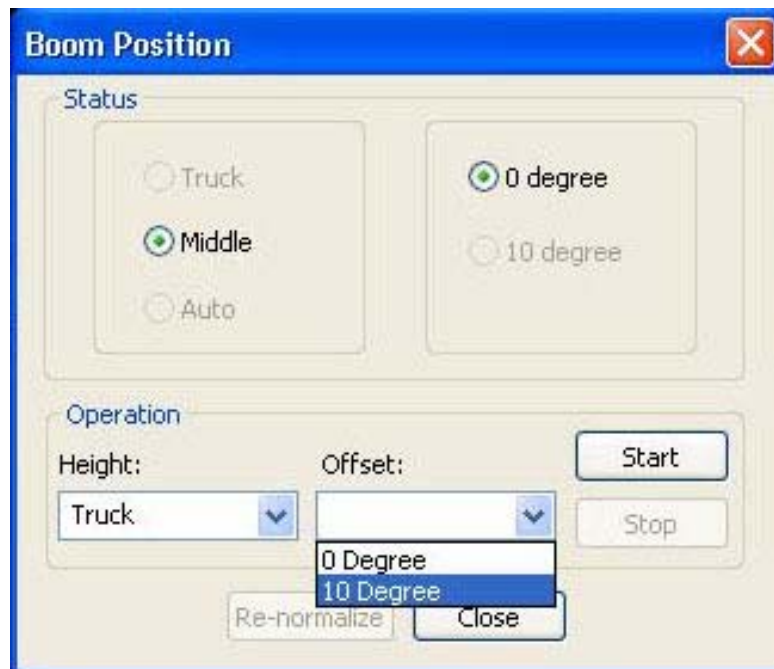 Boom Position
Status
Truck
Middle
Auto
0 degree
10 degree
Operation
Height:
Offset:
Start
Truck
Stop
0 Degree
10 Degree
Re-normalize
Close